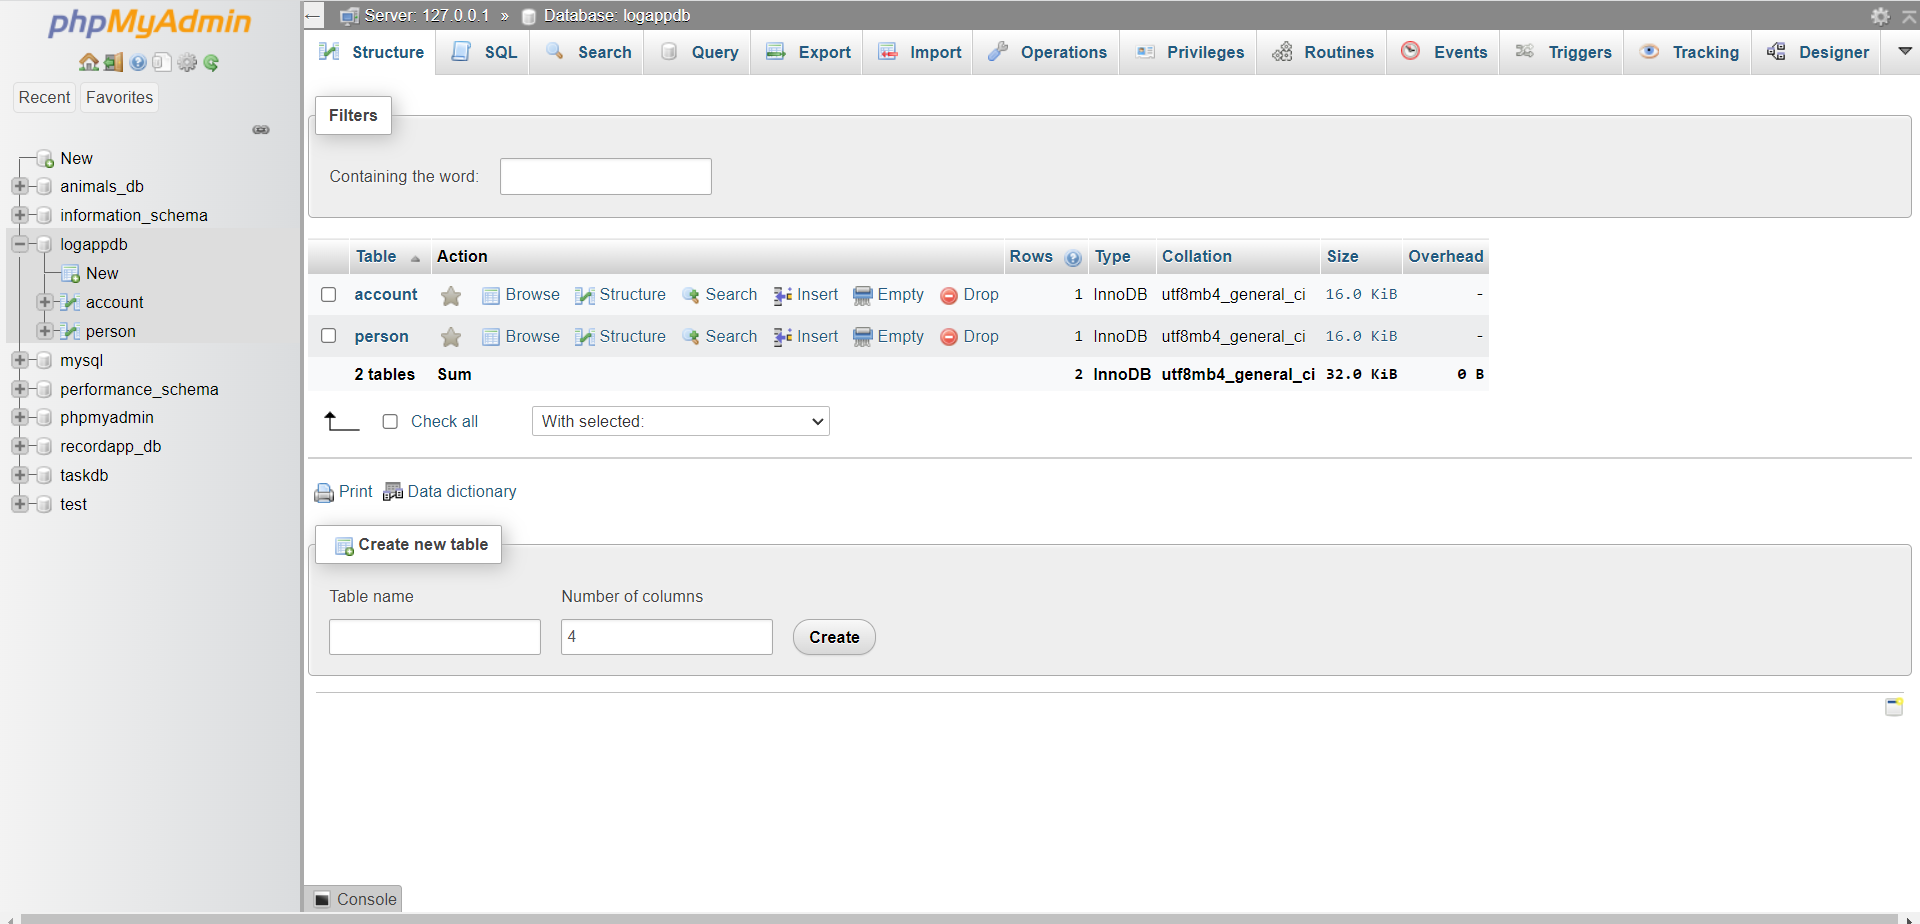 phpMyAdmin
Recent Favorites
New
animals_db
information_schema
logappdb
New
account
person
mysql
performance_schema
phpmyadmin
recordapp_db
taskdb
test
Server: 127.0.0.1 » Database: logappdb
Structure SQL Search Query Export Import Operations Privileges Routines Events Triggers Tracking Designer
Filters
Containing the word:
Table Action Rows Type Collation Size Overhead
account Browse Structure Search Insert Empty Drop 1 InnoDB utf8mb4_general_ci 16.0 KiB -
person Browse Structure Search Insert Empty Drop 1 InnoDB utf8mb4_general_ci 16.0 KiB -
2 tables Sum 2 InnoDB utf8mb4_general_ci 32.0 KiB 0 B
Check all With selected:
Print Data dictionary
Create new table
Table name Number of columns
4 Create
Console